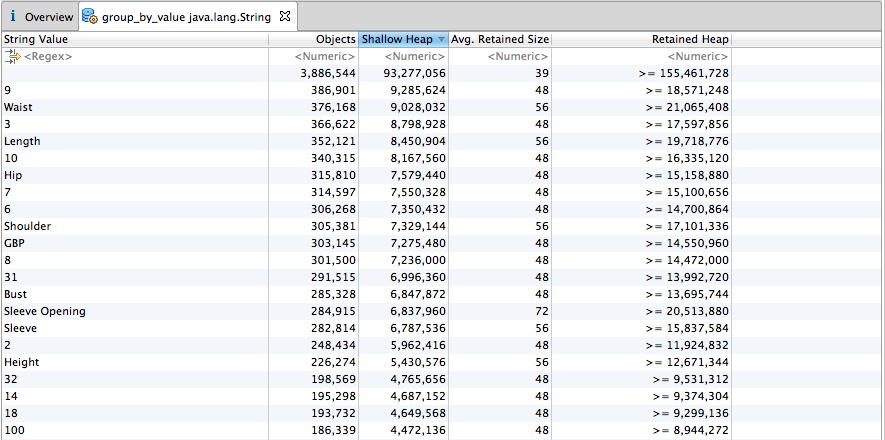 i Overview group_by_value java.lang.String
String Value Objects Shallow Heap Avg. Retained Size Retained Heap
<Regex> <Numeric> <Numeric> <Numeric> <Numeric>
3,886,544 93,277,056 39 >= 155,461,728
9 386,901 9,285,624 48 >= 18,571,248
Waist 376,168 9,028,032 56 >= 21,065,408
3 366,622 8,798,928 48 >= 17,597,856
Length 352,121 8,450,904 56 >= 19,718,776
10 340,315 8,167,560 48 >= 16,335,120
Hip 315,810 7,579,440 48 >= 15,158,880
7 314,597 7,550,328 48 >= 15,100,656
6 306,268 7,350,432 48 >= 14,700,864
Shoulder 305,381 7,329,144 56 >= 17,101,336
GBP 303,145 7,275,480 48 >= 14,550,960
8 301,500 7,236,000 48 >= 14,472,000
31 291,515 6,996,360 48 >= 13,992,720
Bust 285,328 6,847,872 48 >= 13,695,744
Sleeve Opening 284,915 6,837,960 72 >= 20,513,880
Sleeve 282,814 6,787,536 56 >= 15,837,584
2 248,434 5,962,416 48 >= 11,924,832
Height 226,274 5,430,576 56 >= 12,671,344
32 198,569 4,765,656 48 >= 9,531,312
14 195,298 4,687,152 48 >= 9,374,304
18 193,732 4,649,568 48 >= 9,299,136
100 186,339 4,472,136 48 >= 8,944,272